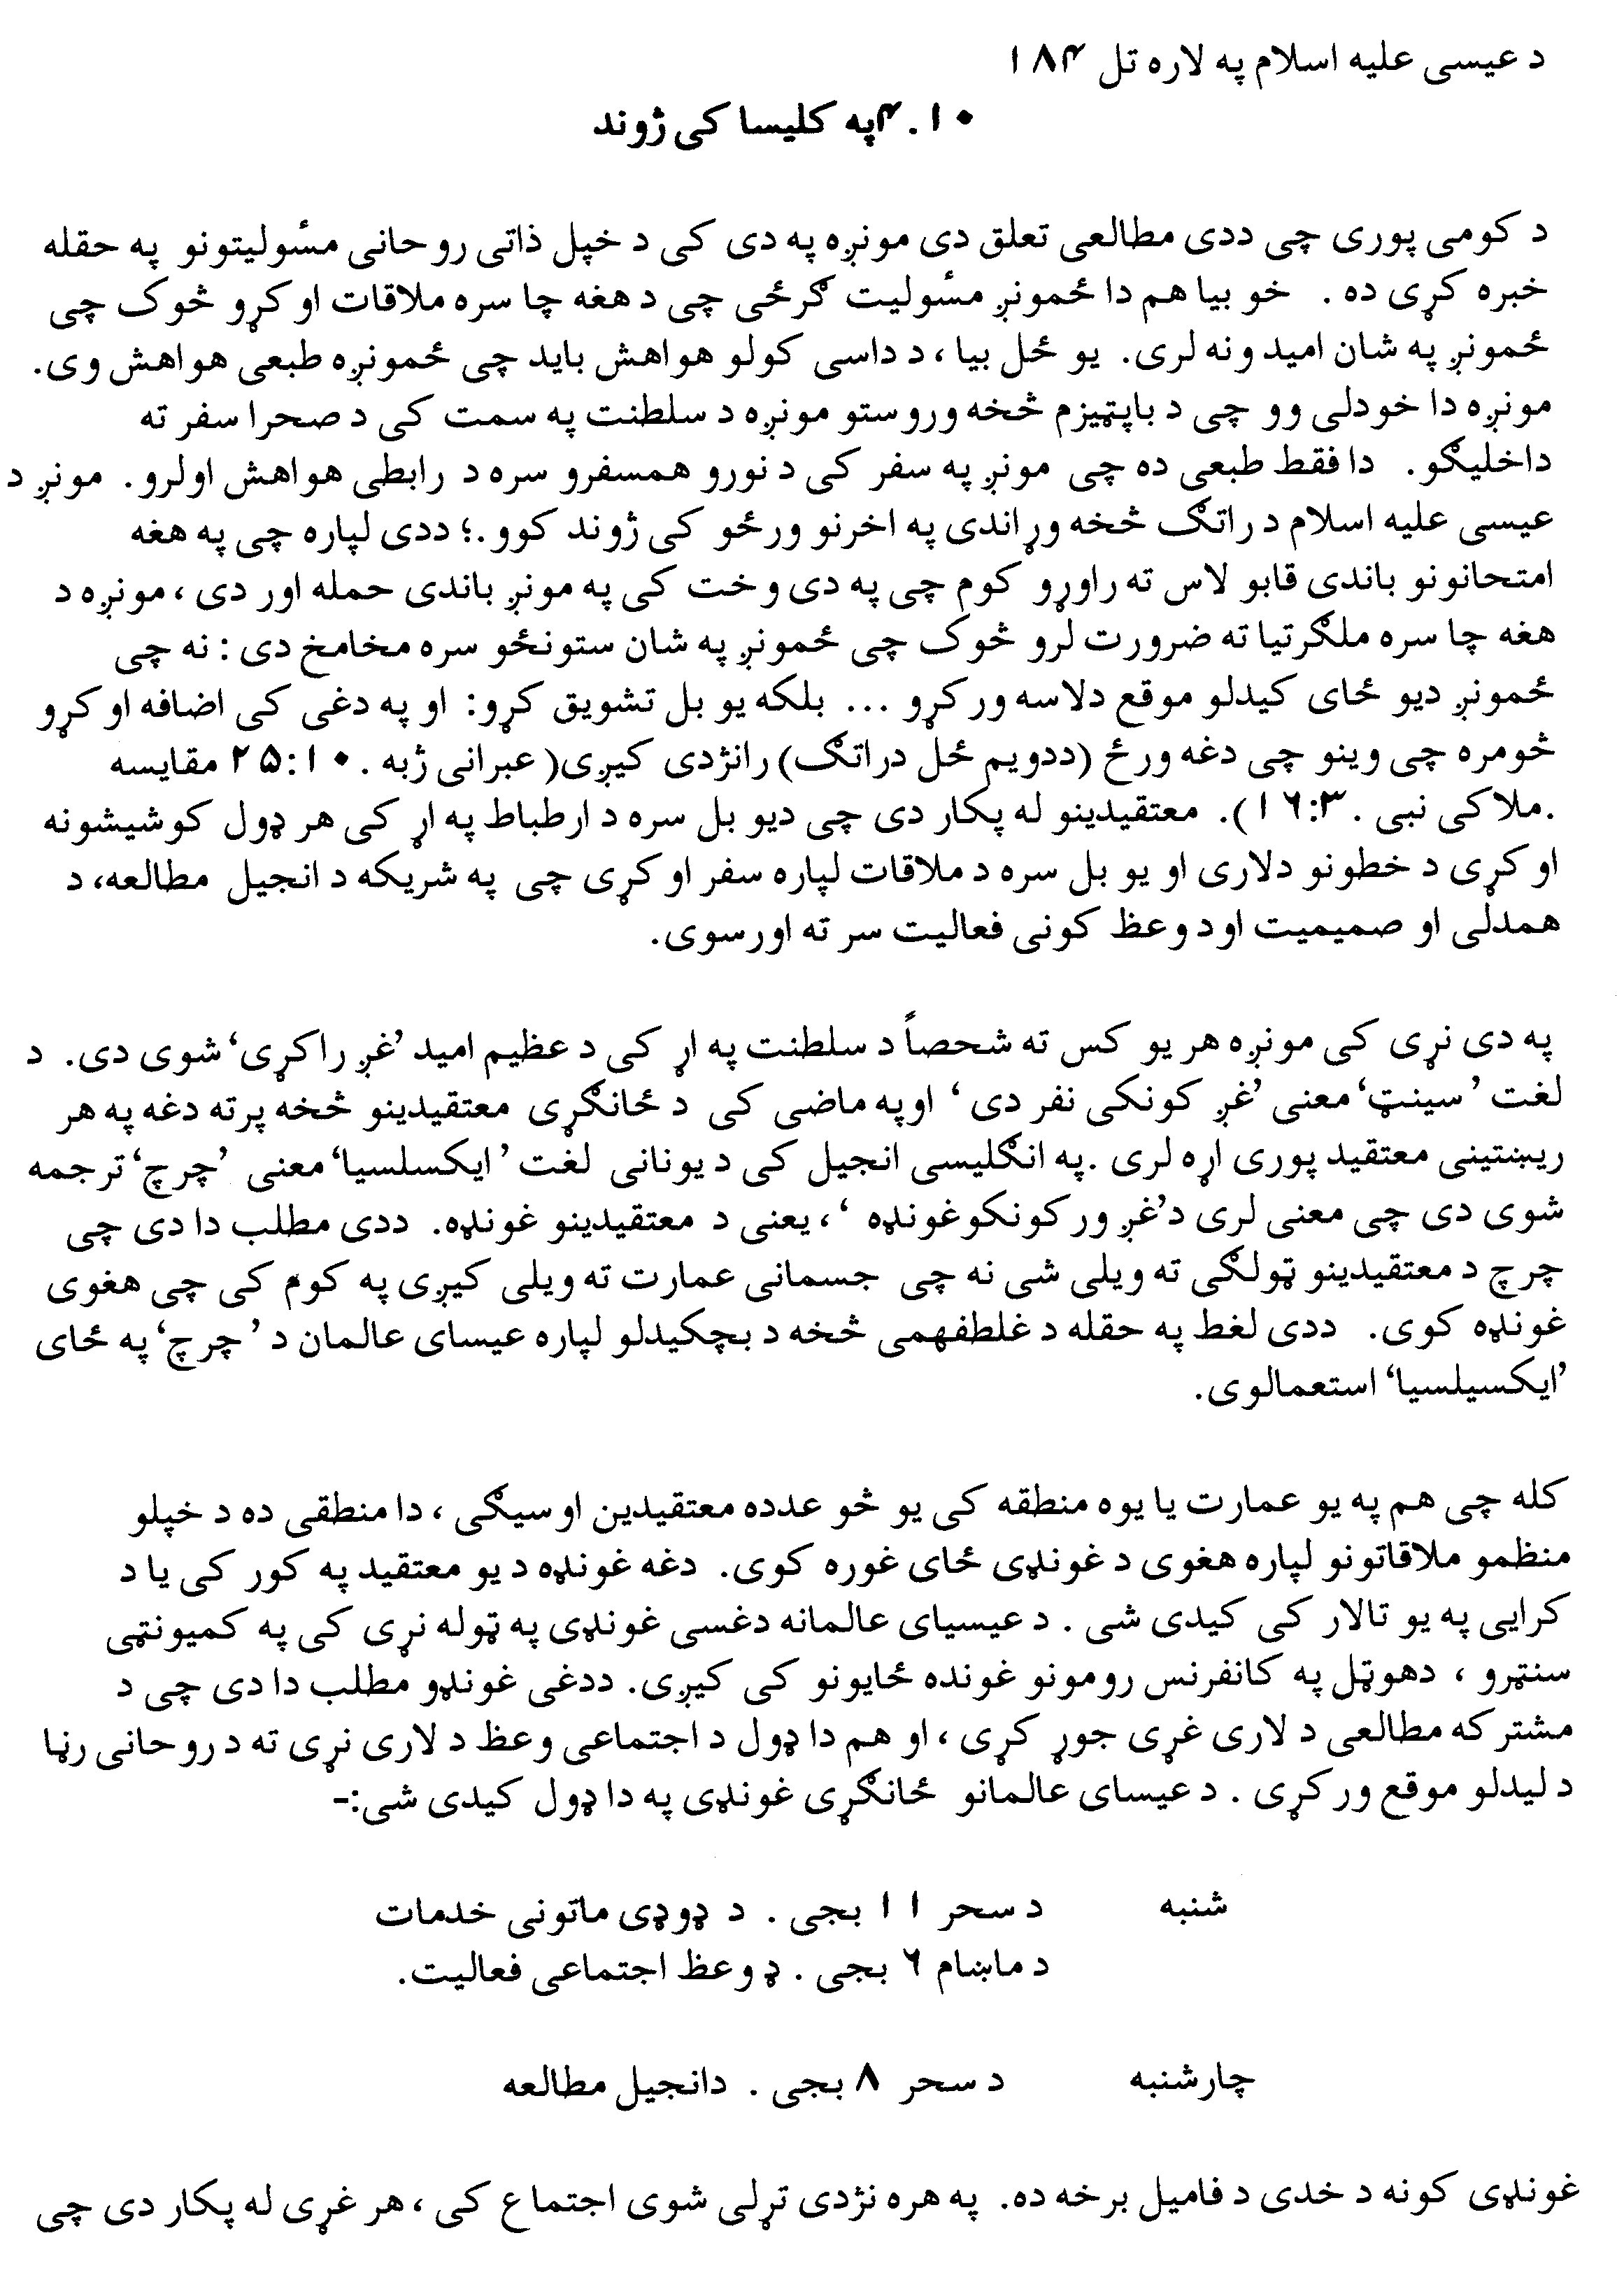 د عیسی علیه اسلام په لاره تل ۱۸۴
۱۰.۴په کلیسا کی ژوند
د کومی پوری چی ددی مطالعی تعلق دی مونږه په دی کی د خپل ذاتی روحانی مسٔولیتونو په حقله
خبره کړی ده . خو بیا هم دا ځمونږ مسٔولیت ګرځی چی د هغه چا سره ملاقات او کړو څوک چی
ځمونږ په شان امید و نه لری. یو ځل بیا، د داسی کولو هواهش باید چی ځمونږه طبعی هواهش وی.
مونږه دا خودلی وو چی د باپټیزم څخه وروستو مونږه د سلطنت په سمت کی د صحرا سفر ته
داخلیګو. دا فقط طبعی ده چی مونږ په سفر کی د نورو همسفرو سره د رابطی هواهش اولرو. مونږ د
عیسی علیه اسلام د راتګ څخه وړاندی په اخرنو ورځو کی ژوند کوو.؛ ددی لپاره چی په هغه
امتحانونو باندی قابو لاس ته راوړو کوم چی په دی وخت کی په مونږ باندی حمله اور دی، مونږه د
هغه چا سره ملګرتیا ته ضرورت لرو څوک چی ځمونږ په شان ستونځو سره مخامخ دی: نه چی
ځمونږ دیو ځای کیدلو موقع دلاسه ورکړو ... بلکه یو بل تشویق کړو: او په دغی کی اضافه او کړو
څومره چی وینو چی دغه ورځ (ددویم ځل دراتګ) رانژدی کیږی( عبرانی ژبه .۲۵:۱۰ مقایسه
.ملاکی نبی .۱۶:۳). معتقیدینو له پکار دی چی دیو بل سره د ارطباط په اړ کی هر ډول کوشیشونه
او کړی د خطونو دلاری او یو بل سره د ملاقات لپاره سفر او کړی چی په شریکه د انجیل مطالعه، د
همدلی او صمیمیت اود وعظ کونی فعالیت سر ته اورسوی.
په دی نړی کی مونږه هر یو کس ته شحصاً د سلطنت په اړ کی د عظیم امید ’غږ راکړی‘ شوی دی. د
لغت ’سینټ‘ معنی ’غږ کونکی نفر دی‘ اوپه ماضی کی د ځانګړی معتقیدینو څخه پرته دغه په هر
ریښتینی معتقید پوری اړه لری .په انګلیسی انجیل کی د یونانی لغت ’ایکسلسیا‘ معنی ’چرچ‘ ترجمه
شوی دی چی معنی لری د’غږ ور کونکوغونډه ‘، یعنی د معتقیدینو غونډه. ددی مطلب دا دی چی
چرچ د معتقیدینو ټولګی ته ویلی شی نه چی جسمانی عمارت ته ویلی کیږی په کوم کی چی هغوی
غونډه کوی. ددی لغط په حقله د غلطفهمی څخه د بچکیدلو لپاره عیسای عالمان د ’چرچ‘ په ځای
’ایکسیلسیا‘ استعمالوی.
کله چی هم په یو عمارت یا یوه منطقه کی یو څو عدده معتقیدین اوسیګی، دا منطقی ده د خپلو
منظمو ملاقاتونو لپاره هغوی د غونډی ځای غوره کوی. دغه غونډه د یو معتقید په کور کی یا د
کرایی په یو تالار کی کیدی شی . د عیسیای عالمانه دغسی غونډی په ټوله نړی کی په کمیونټی
سنټرو ، دهوټل په کانفرنس رومونو غونده ځایونو کی کیږی. ددغی غونډو مطلب دا دی چی د
مشترکه مطالعی د لاری غړی جوړ کړی، او هم دا ډول د اجتماعی وعظ د لاری نړی ته د روحانی رڼا
د لیدلو موقع ورکړی . د عیسای عالمانو ځانګړی غونډی په دا ډول کیدی شی:-
شنبه د سحر ۱۱ بجی . د ډوډی ماتونی خدمات
د ماښام ۶ بجی . ډ وعظ اجتماعی فعالیت.
چارشنبه د سحر ۸ بجی . دانجیل مطالعه
غونډی کونه د خدی د فامیل برخه ده. په هره نژدی تړلی شوی اجتماع کی، هر غړی له پکار دی چی